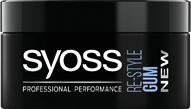 syoss
PROFESSIONAL PERFORMANCE
RE-STYLE
GUM
NEW